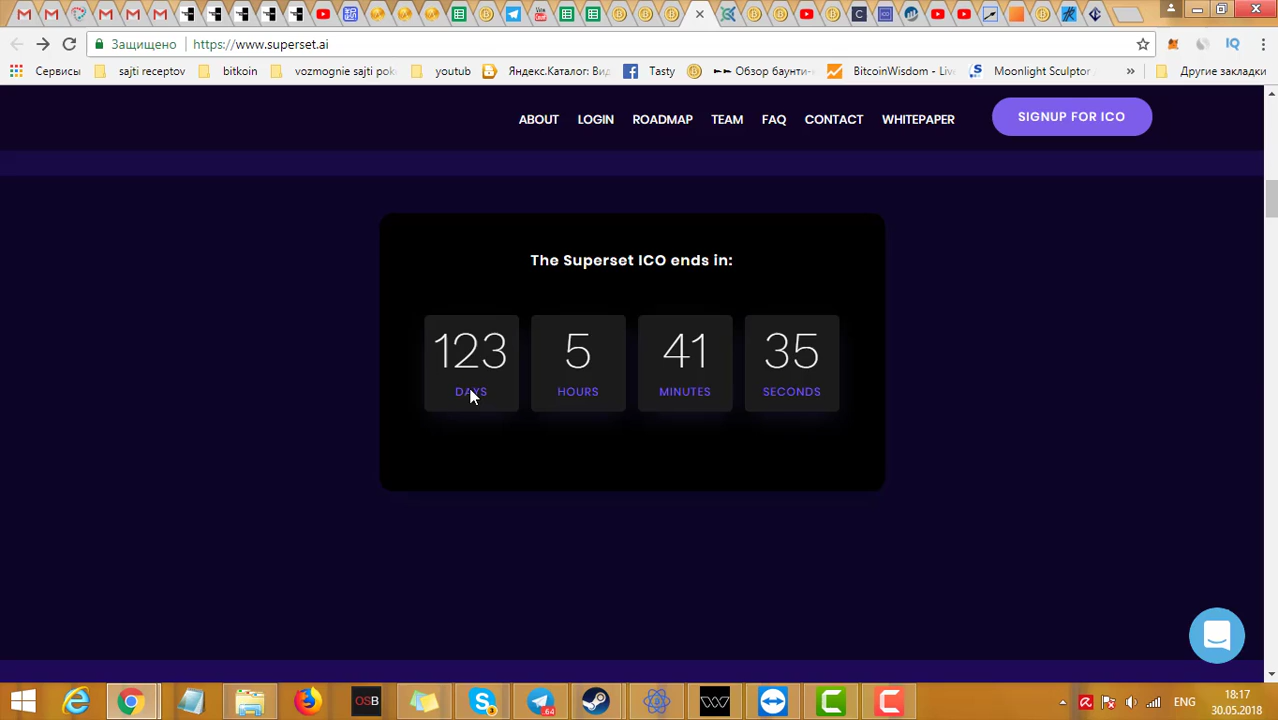 Защищено https://www.superset.ai
Сервисы sajti receptov bitkoin vozmognie sajti pok youtube Яндекс.Каталог: Ви Tasty ►← Обзор баунти- BitcoinWisdom - Liv Moonlight Sculptor » Другие закладки
ABOUT LOGIN ROADMAP TEAM FAQ CONTACT WHITEPAPER SIGNUP FOR ICO
The Superset ICO ends in:
123 5 41 35
DAYS HOURS MINUTES SECONDS
OSB
ENG
18:17
30.05.2018